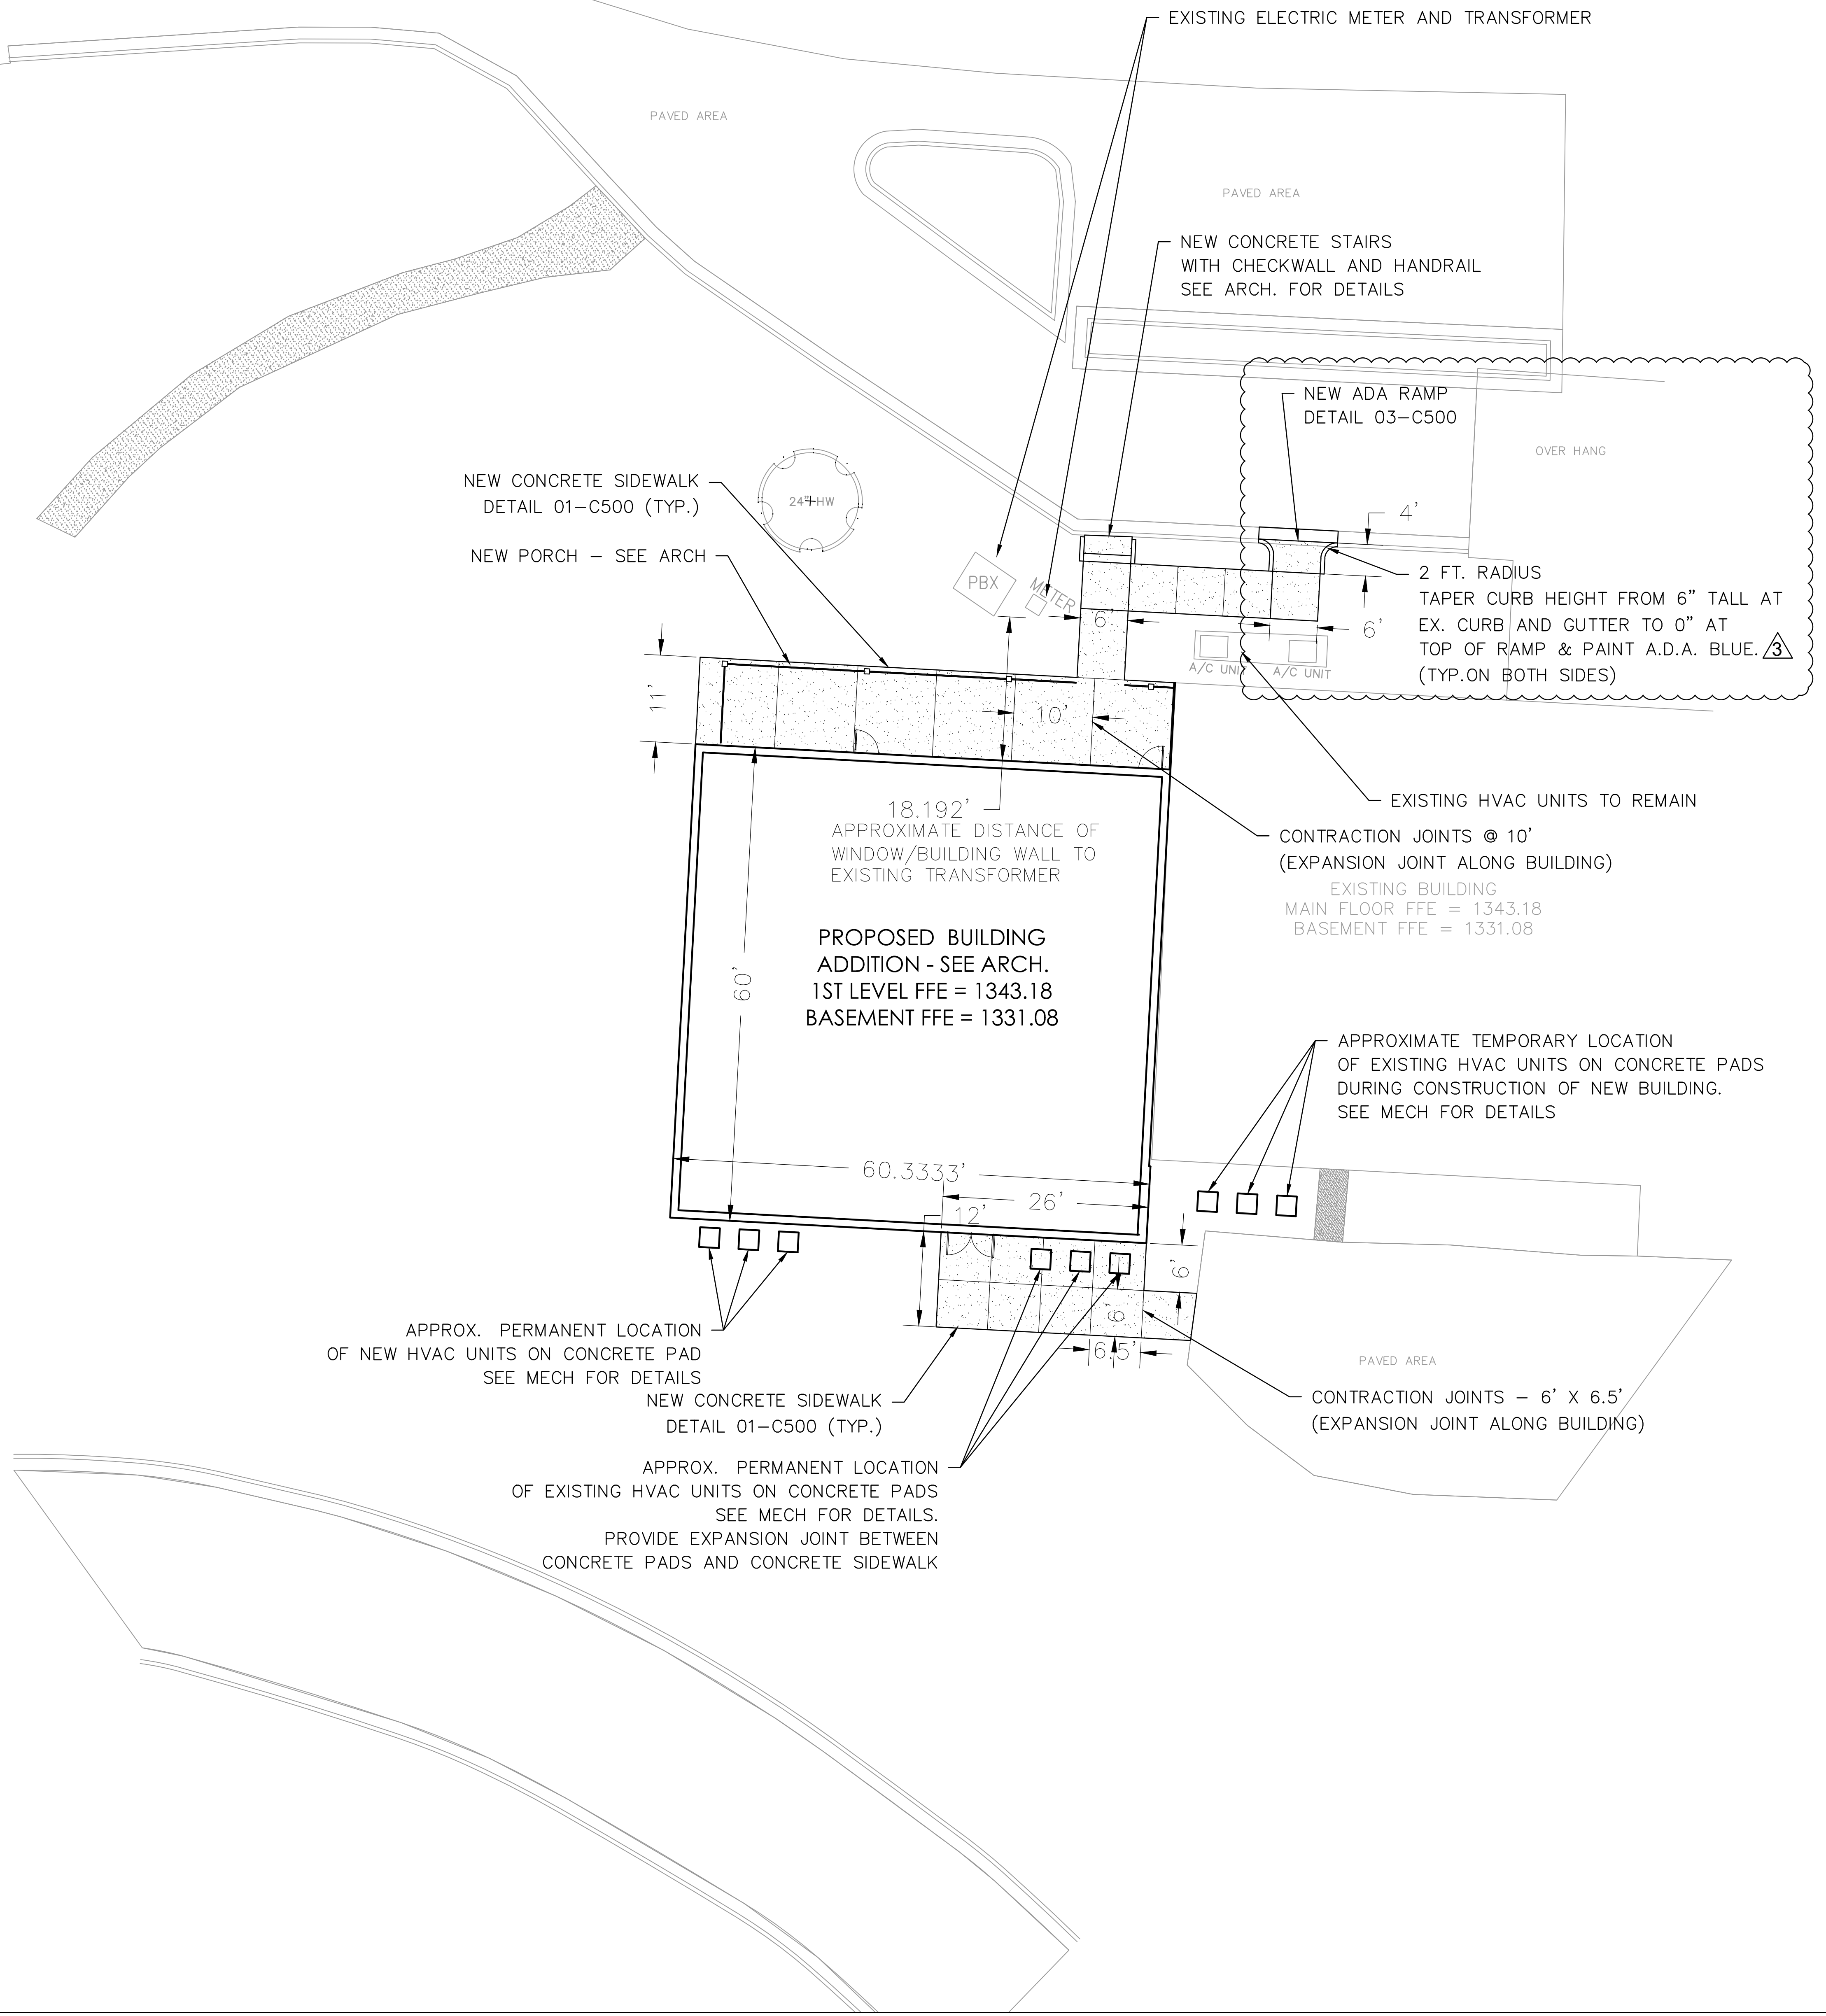 EXISTING ELECTRIC METER AND TRANSFORMER
PAVED AREA
PAVED AREA
NEW CONCRETE STAIRS
WITH CHECKWALL AND HANDRAIL
SEE ARCH. FOR DETAILS
NEW ADA RAMP
DETAIL 03-C500
OVER HANG
NEW CONCRETE SIDEWALK
DETAIL 01-C500 (TYP.)
24" HW
4'
NEW PORCH - SEE ARCH
PBX
METER
2 FT. RADIUS
TAPER CURB HEIGHT FROM 6" TALL AT
EX. CURB AND GUTTER TO 0" AT
TOP OF RAMP & PAINT A.D.A. BLUE. 3
(TYP.ON BOTH SIDES)
6'
6'
A/C UNIT
A/C UNIT
11'
10'
EXISTING HVAC UNITS TO REMAIN
18.192'
APPROXIMATE DISTANCE OF
WINDOW/BUILDING WALL TO
EXISTING TRANSFORMER
CONTRACTION JOINTS @ 10'
(EXPANSION JOINT ALONG BUILDING)
EXISTING BUILDING
MAIN FLOOR FFE = 1343.18
BASEMENT FFE = 1331.08
PROPOSED BUILDING
ADDITION - SEE ARCH.
1ST LEVEL FFE = 1343.18
BASEMENT FFE = 1331.08
60'
APPROXIMATE TEMPORARY LOCATION
OF EXISTING HVAC UNITS ON CONCRETE PADS
DURING CONSTRUCTION OF NEW BUILDING.
SEE MECH FOR DETAILS
60.3333'
26'
12'
6'
6'
6.5'
APPROX. PERMANENT LOCATION
OF NEW HVAC UNITS ON CONCRETE PAD
SEE MECH FOR DETAILS
PAVED AREA
NEW CONCRETE SIDEWALK
DETAIL 01-C500 (TYP.)
CONTRACTION JOINTS - 6' X 6.5'
(EXPANSION JOINT ALONG BUILDING)
APPROX. PERMANENT LOCATION
OF EXISTING HVAC UNITS ON CONCRETE PADS
SEE MECH FOR DETAILS.
PROVIDE EXPANSION JOINT BETWEEN
CONCRETE PADS AND CONCRETE SIDEWALK